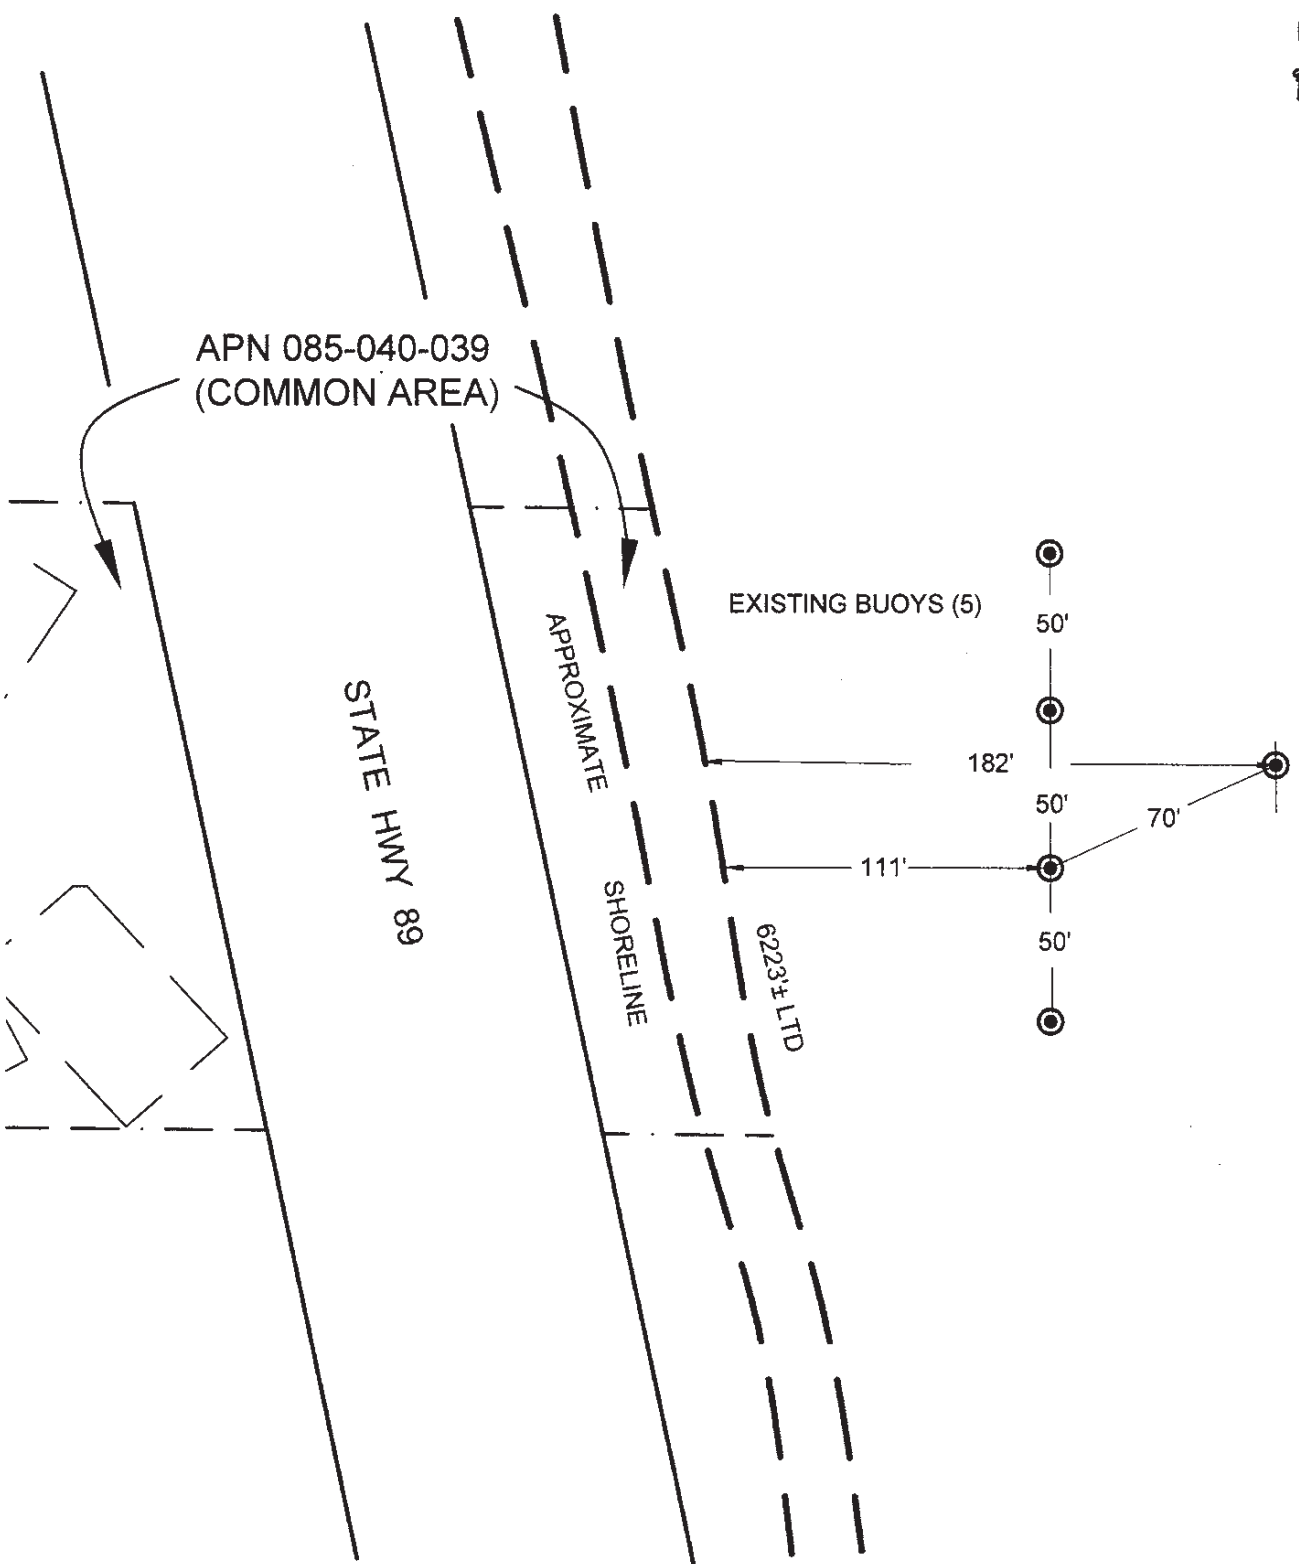 APN 085-040-039
(COMMON AREA)
EXISTING BUOYS (5)
50'
APPROXIMATE
STATE HWY 89
182'
50'
70'
111'
SHORELINE
6223'± LTD
50'